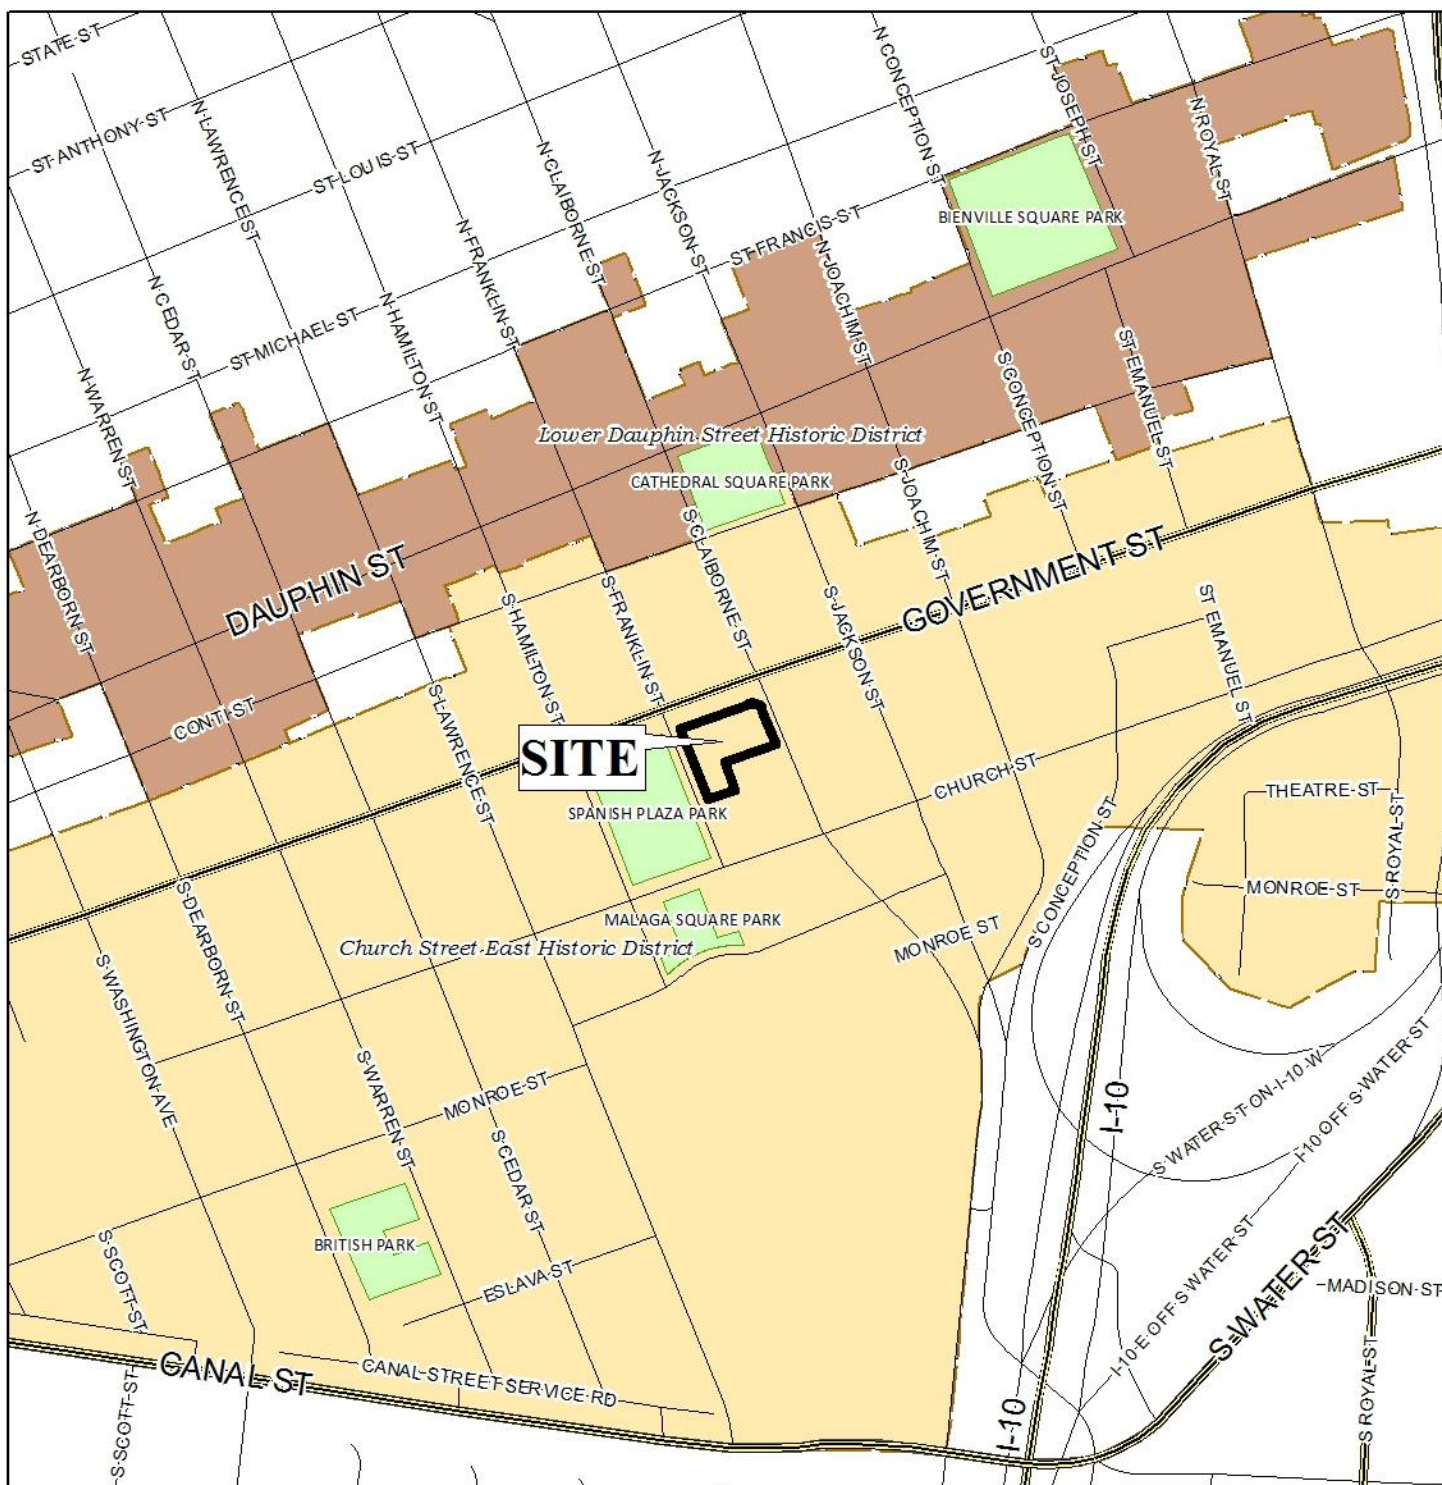 STATE ST
ST ANTHONY ST
N LAWRENCE ST
ST LOUIS ST
N CLAIBORNE ST
N JACKSON ST
N CONCEPTION ST
ST JOSEPH ST
N ROYAL ST
BIENVILLE SQUARE PARK
ST FRANCIS ST
N JOACHIM ST
N FRANKLIN ST
N CEDAR ST
ST MICHAEL ST
N HAMILTON ST
N WARREN ST
S CONCEPTION ST
ST EMANUEL ST
Lower Dauphin Street Historic District
CATHEDRAL SQUARE PARK
S JOACHIM ST
N DEARBORN ST
DAUPHIN ST
S CLAIBORNE ST
GOVERNMENT ST
S HAMILTON ST
S FRANKLIN ST
S JACKSON ST
ST EMANUEL ST
CONTI ST
S LAWRENCE ST
SITE
SPANISH PLAZA PARK
CHURCH ST
THEATRE ST
S ROYAL ST
S CONCEPTION ST
MONROE ST
MALAGA SQUARE PARK
MONROE ST
Church Street East Historic District
S DEARBORN ST
S WASHINGTON AVE
S WARREN ST
MONROE ST
S CEDAR ST
I-10
S WATER ST ON I-10 W
I-10 OFF S WATER ST
BRITISH PARK
S SCOTT ST
ESLAVA ST
I-10 E OFF S WATER ST
S WATER ST
MADISON ST
CANAL ST
CANAL STREET SERVICE RD
S SCOTT ST
I-10
S ROYAL ST